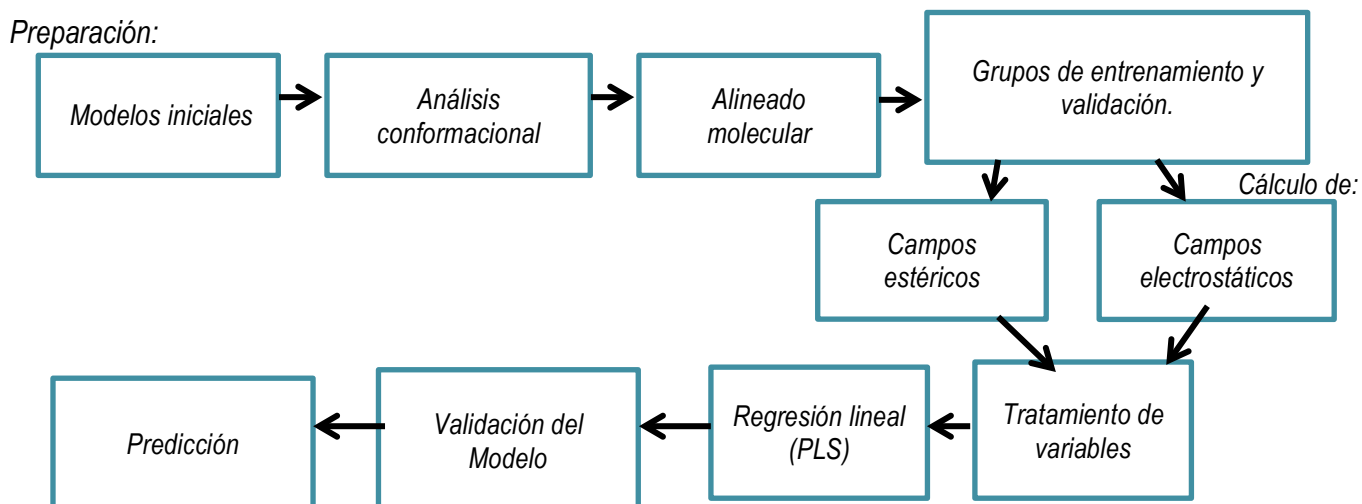 Preparación:
Modelos iniciales
Análisis
conformacional
Alineado
molecular
Grupos de entrenamiento y
validación.
Cálculo de:
Campos
estéricos
Campos
electrostáticos
Tratamiento de
variables
Regresión lineal
(PLS)
Validación del
Modelo
Predicción